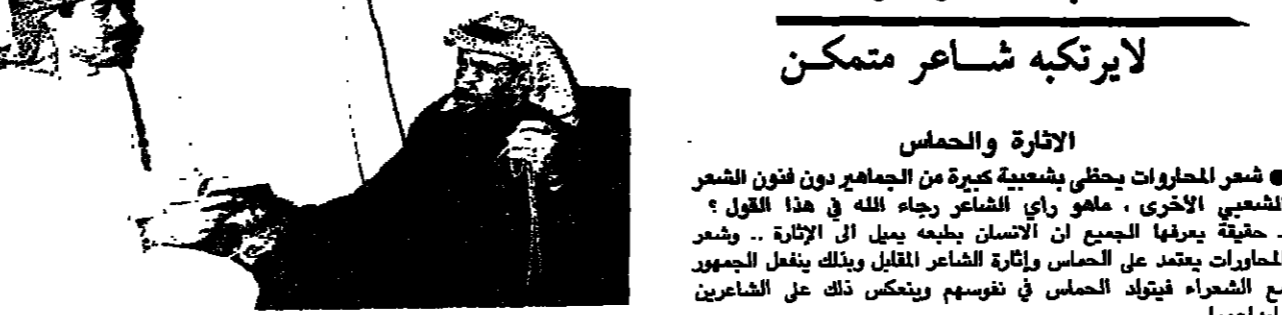 لايرتكبه شاعر متمكن
الاثارة والحماس
● شعر المحاروات يحظى بشعبية كبيرة من الجماهير دون فنون الشعر
الشعبي الأخرى ، ماهو رأي الشاعر رجاء الله في هذا القول ؟
ـ حقيقة يعرفها الجميع ان الانسان بطبعه يميل الى الإثارة .. وشعر
المحاورات يعتمد على الحماس وإثارة الشاعر المقابل وبذلك ينفعل الجمهور
مع الشعراء فيتولد الحماس في نفوسهم وينعكس ذلك على الشاعرين